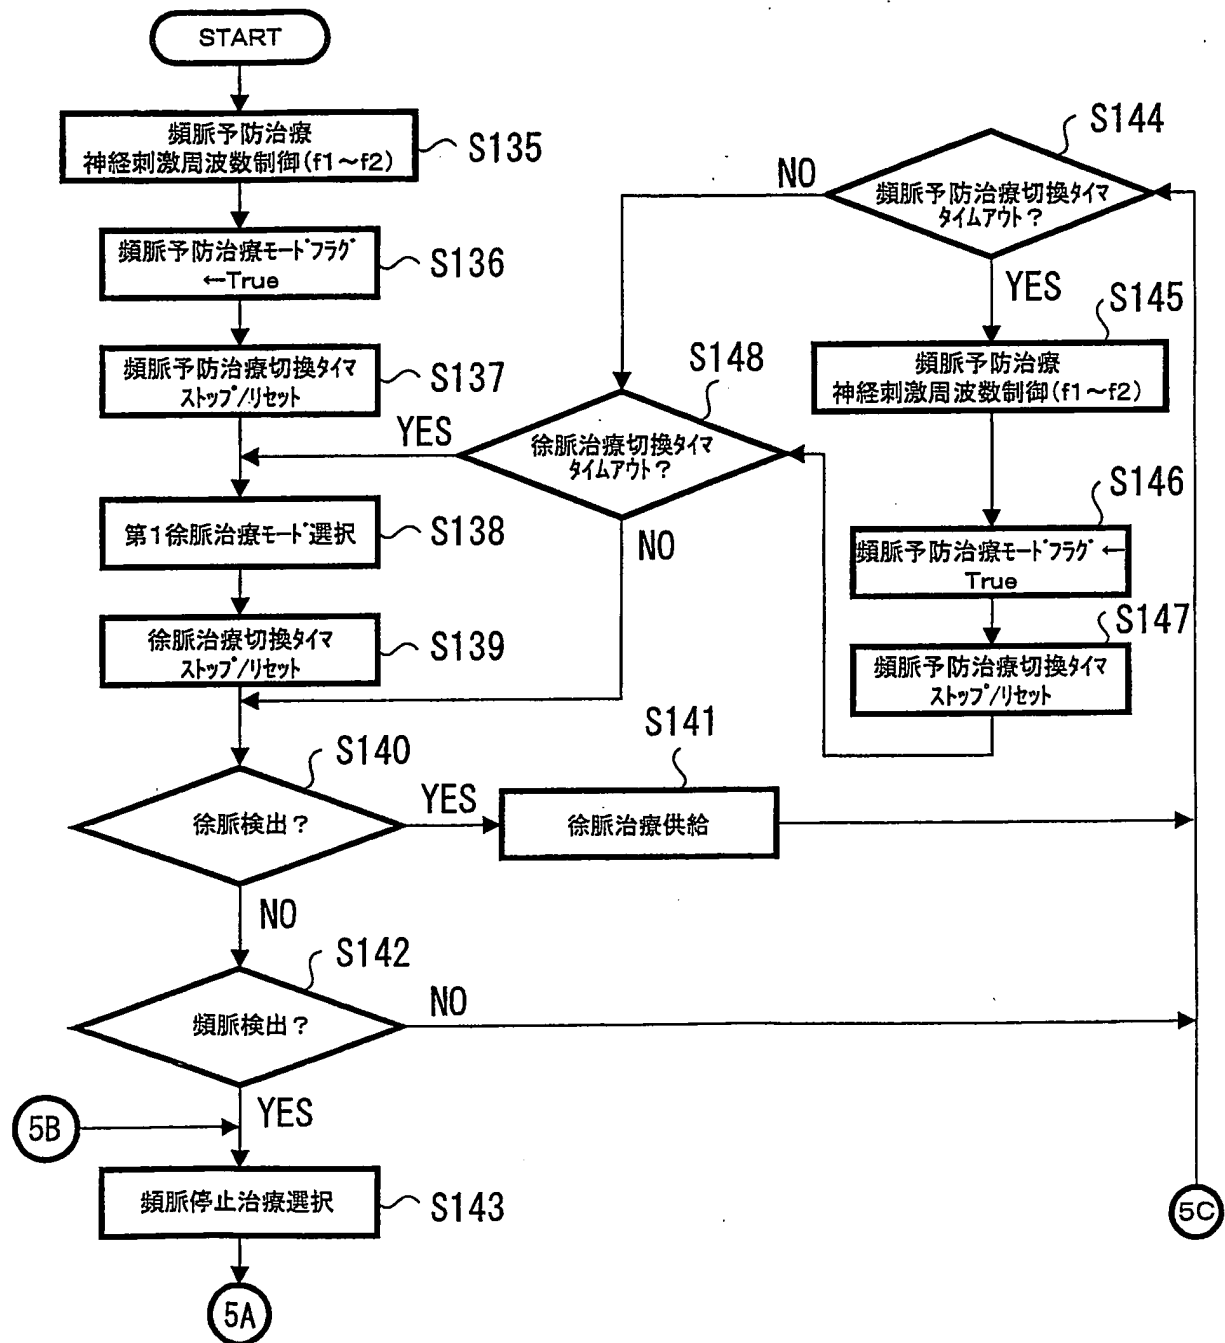 START
頻脈予防治療
神経刺激周波数制御(f1～f2)
S135
頻脈予防治療モードフラグ
←True
S136
頻脈予防治療切換タイマ
ストップ/リセット
S137
第1徐脈治療モード選択
S138
徐脈治療切換タイマ
ストップ/リセット
S139
徐脈検出？
S140
YES
NO
徐脈治療供給
S141
頻脈検出？
S142
NO
YES
5B
頻脈停止治療選択
S143
5A
頻脈予防治療切換タイマ
タイムアウト？
S144
NO
YES
頻脈予防治療
神経刺激周波数制御(f1～f2)
S145
頻脈予防治療モードフラグ←
True
S146
頻脈予防治療切換タイマ
ストップ/リセット
S147
徐脈治療切換タイマ
タイムアウト？
S148
YES
NO
5C